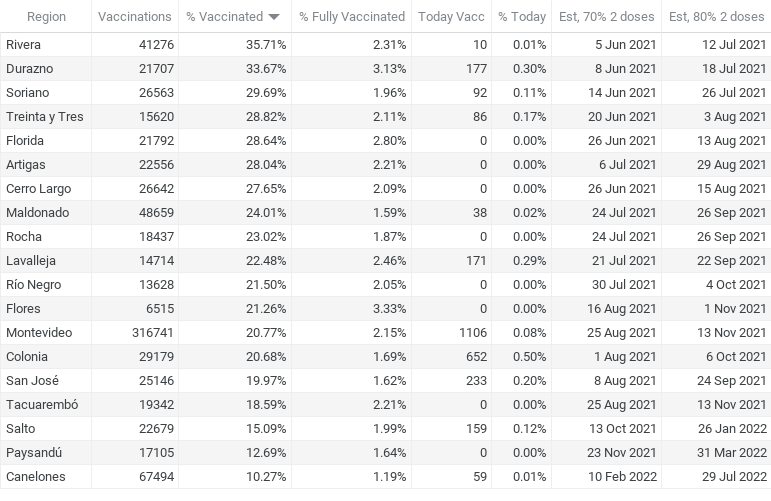 Region Vaccinations % Vaccinated % Fully Vaccinated Today Vacc % Today Est, 70% 2 doses Est, 80% 2 doses
Rivera 41276 35.71% 2.31% 10 0.01% 5 Jun 2021 12 Jul 2021
Durazno 21707 33.67% 3.13% 177 0.30% 8 Jun 2021 18 Jul 2021
Soriano 26563 29.69% 1.96% 92 0.11% 14 Jun 2021 26 Jul 2021
Treinta y Tres 15620 28.82% 2.11% 86 0.17% 20 Jun 2021 3 Aug 2021
Florida 21792 28.64% 2.80% 0 0.00% 26 Jun 2021 13 Aug 2021
Artigas 22556 28.04% 2.21% 0 0.00% 6 Jul 2021 29 Aug 2021
Cerro Largo 26642 27.65% 2.09% 0 0.00% 26 Jun 2021 15 Aug 2021
Maldonado 48659 24.01% 1.59% 38 0.02% 24 Jul 2021 26 Sep 2021
Rocha 18437 23.02% 1.87% 0 0.00% 24 Jul 2021 26 Sep 2021
Lavalleja 14714 22.48% 2.46% 171 0.29% 21 Jul 2021 22 Sep 2021
Río Negro 13628 21.50% 2.05% 0 0.00% 30 Jul 2021 4 Oct 2021
Flores 6515 21.26% 3.33% 0 0.00% 16 Aug 2021 1 Nov 2021
Montevideo 316741 20.77% 2.15% 1106 0.08% 25 Aug 2021 13 Nov 2021
Colonia 29179 20.68% 1.69% 652 0.50% 1 Aug 2021 6 Oct 2021
San José 25146 19.97% 1.62% 233 0.20% 8 Aug 2021 24 Sep 2021
Tacuarembó 19342 18.59% 2.21% 0 0.00% 25 Aug 2021 13 Nov 2021
Salto 22679 15.09% 1.99% 159 0.12% 13 Oct 2021 26 Jan 2022
Paysandú 17105 12.69% 1.64% 0 0.00% 23 Nov 2021 31 Mar 2022
Canelones 67494 10.27% 1.19% 59 0.01% 10 Feb 2022 29 Jul 2022